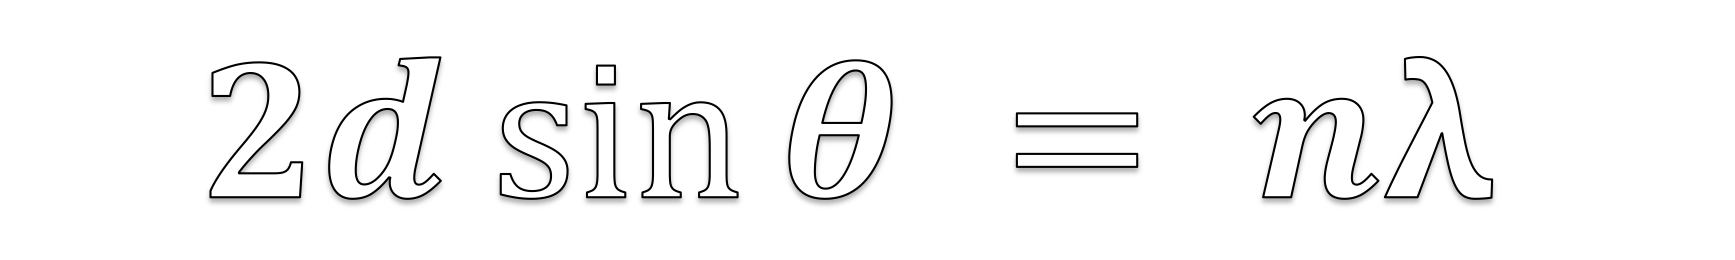 2d sin θ = nλ